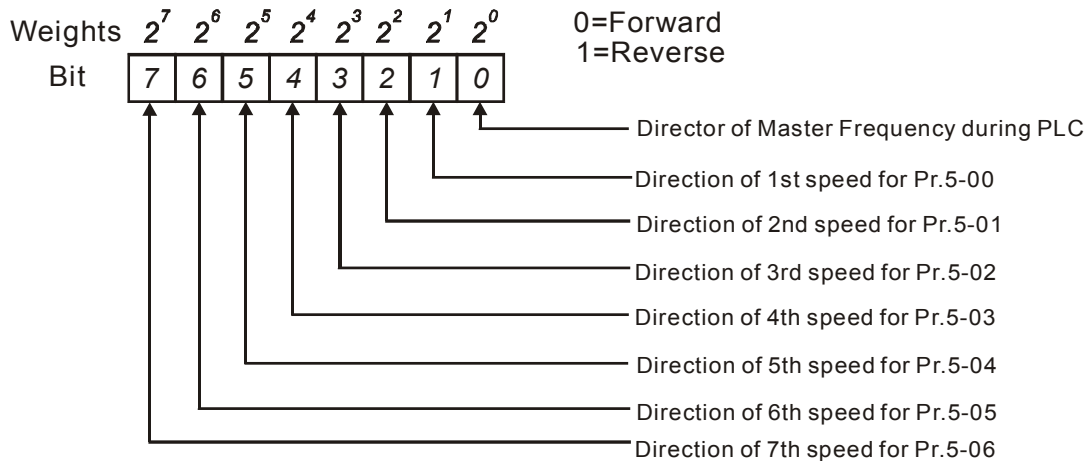 Weights 2^7 2^6 2^5 2^4 2^3 2^2 2^1 2^0
0=Forward
1=Reverse
Bit 7 6 5 4 3 2 1 0
Director of Master Frequency during PLC
Direction of 1st speed for Pr.5-00
Direction of 2nd speed for Pr.5-01
Direction of 3rd speed for Pr.5-02
Direction of 4th speed for Pr.5-03
Direction of 5th speed for Pr.5-04
Direction of 6th speed for Pr.5-05
Direction of 7th speed for Pr.5-06